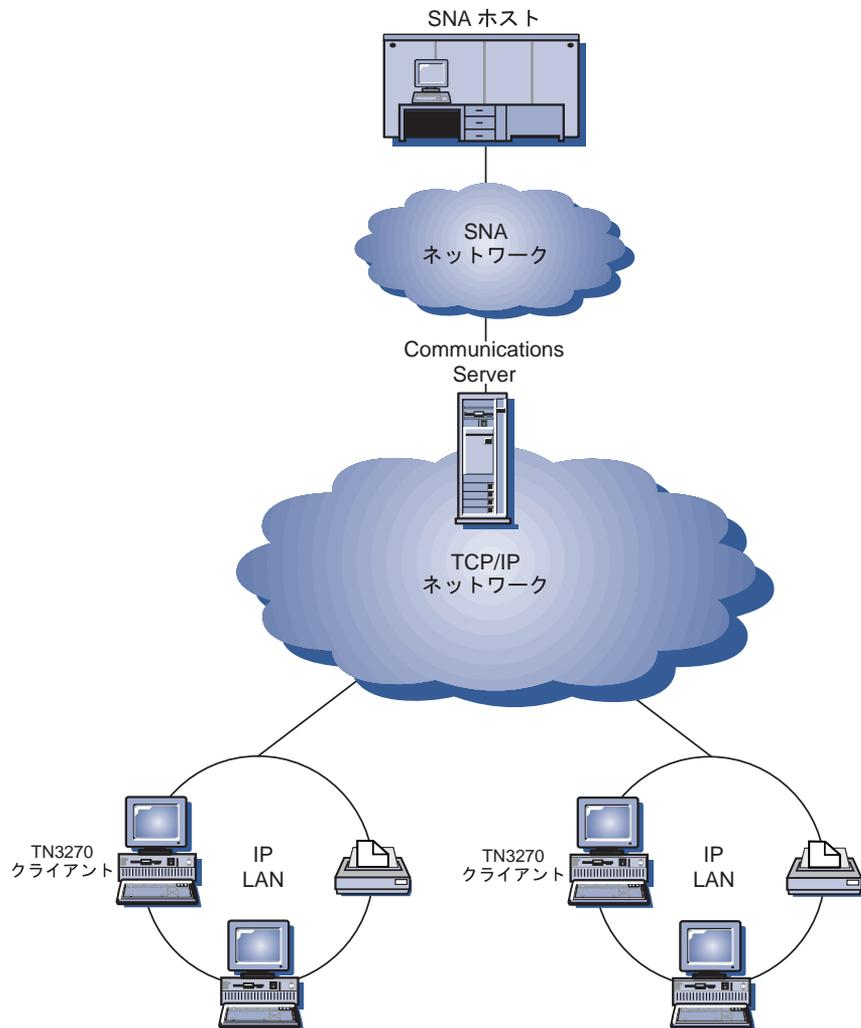 SNA ホスト
SNA
ネットワーク
Communications
Server
TCP/IP
ネットワーク
TN3270
クライアント
IP
LAN
TN3270
クライアント
IP
LAN